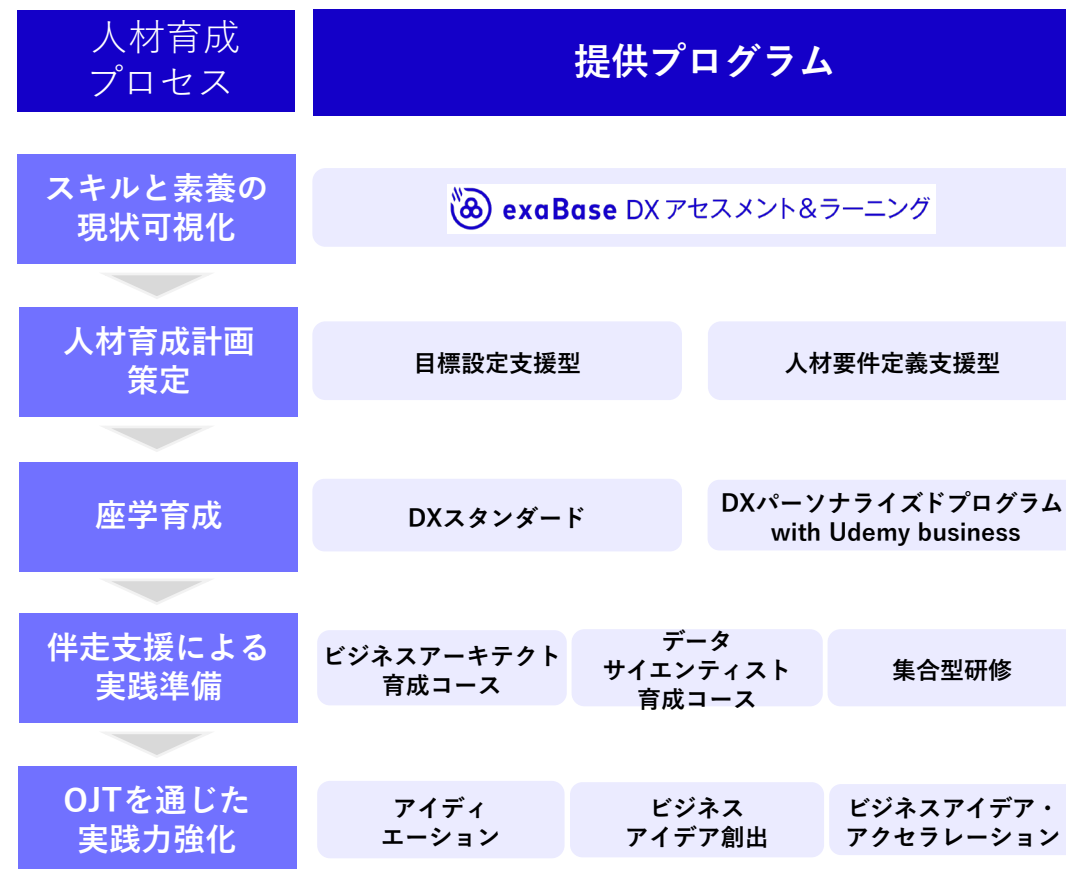 人材育成
プロセス
提供プログラム
スキルと素養の
現状可視化
exaBase DX アセスメント&ラーニング
人材育成計画
策定
目標設定支援型
人材要件定義支援型
座学育成
DXスタンダード
DXパーソナライズドプログラム
with Udemy business
伴走支援による
実践準備
ビジネスアーキテクト
育成コース
データ
サイエンティスト
育成コース
集合型研修
OJTを通じた
実践力強化
アイディ
エーション
ビジネス
アイデア創出
ビジネスアイデア・
アクセラレーション